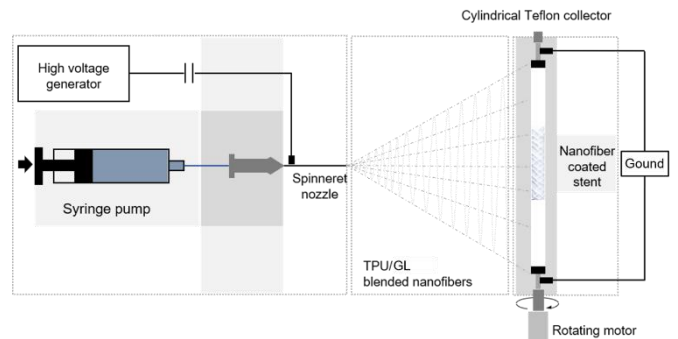 Cylindrical Teflon collector
High voltage
generator
Syringe pump
Spinneret
nozzle
TPU/GL
blended nanofibers
Nanofiber
coated
stent
Gound
Rotating motor